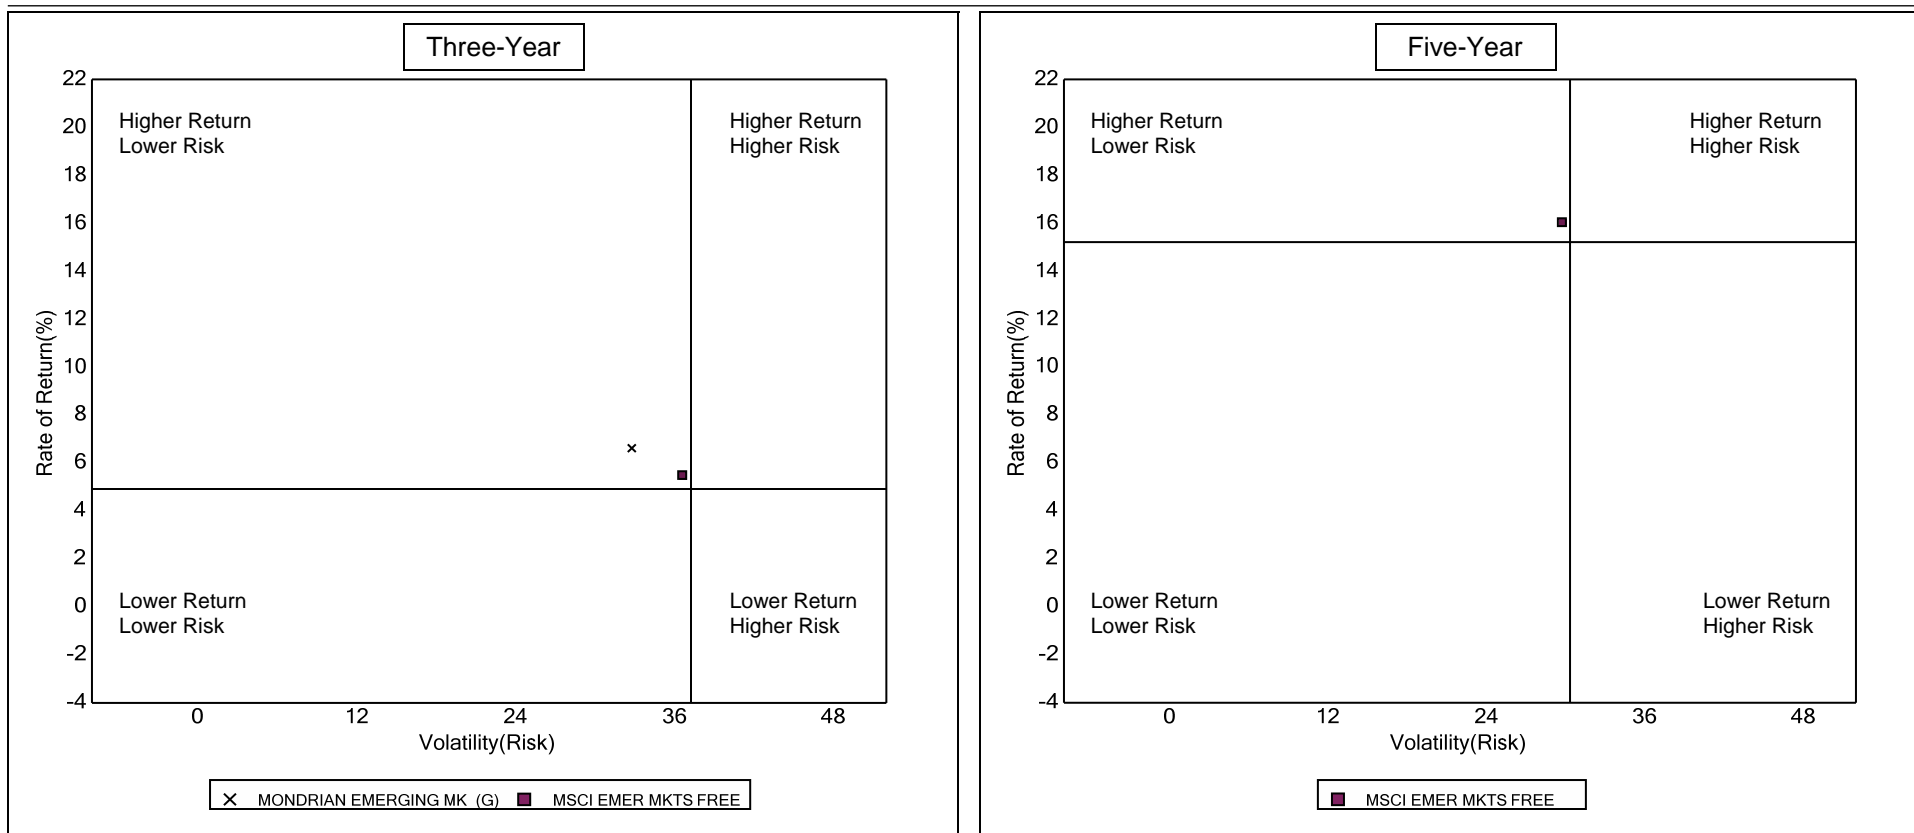 Three-Year
22
20
18
16
14
12
10
8
6
4
2
0
-2
-4
Rate of Return(%)
Higher Return
Lower Risk
Higher Return
Higher Risk
Lower Return
Lower Risk
Lower Return
Higher Risk
0 12 24 36 48
Volatility(Risk)
MONDRIAN EMERGING MK (G) MSCI EMER MKTS FREE
Five-Year
22
20
18
16
14
12
10
8
6
4
2
0
-2
-4
Rate of Return(%)
Higher Return
Lower Risk
Higher Return
Higher Risk
Lower Return
Lower Risk
Lower Return
Higher Risk
0 12 24 36 48
Volatility(Risk)
MSCI EMER MKTS FREE